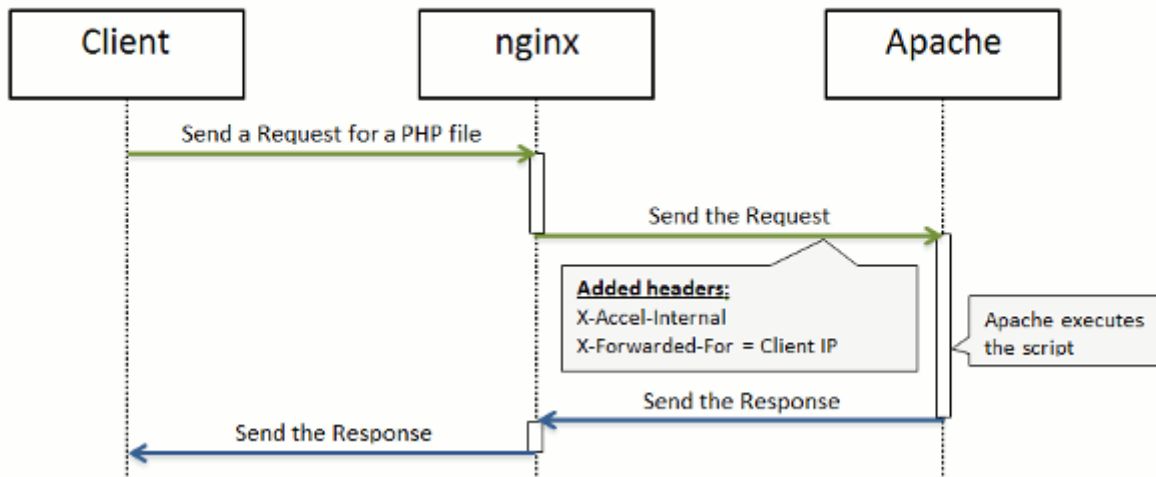 Client
nginx
Apache
Send a Request for a PHP file
Send the Request
Added headers:
X-Accel-Internal
X-Forwarded-For = Client IP
Apache executes
the script
Send the Response
Send the Response